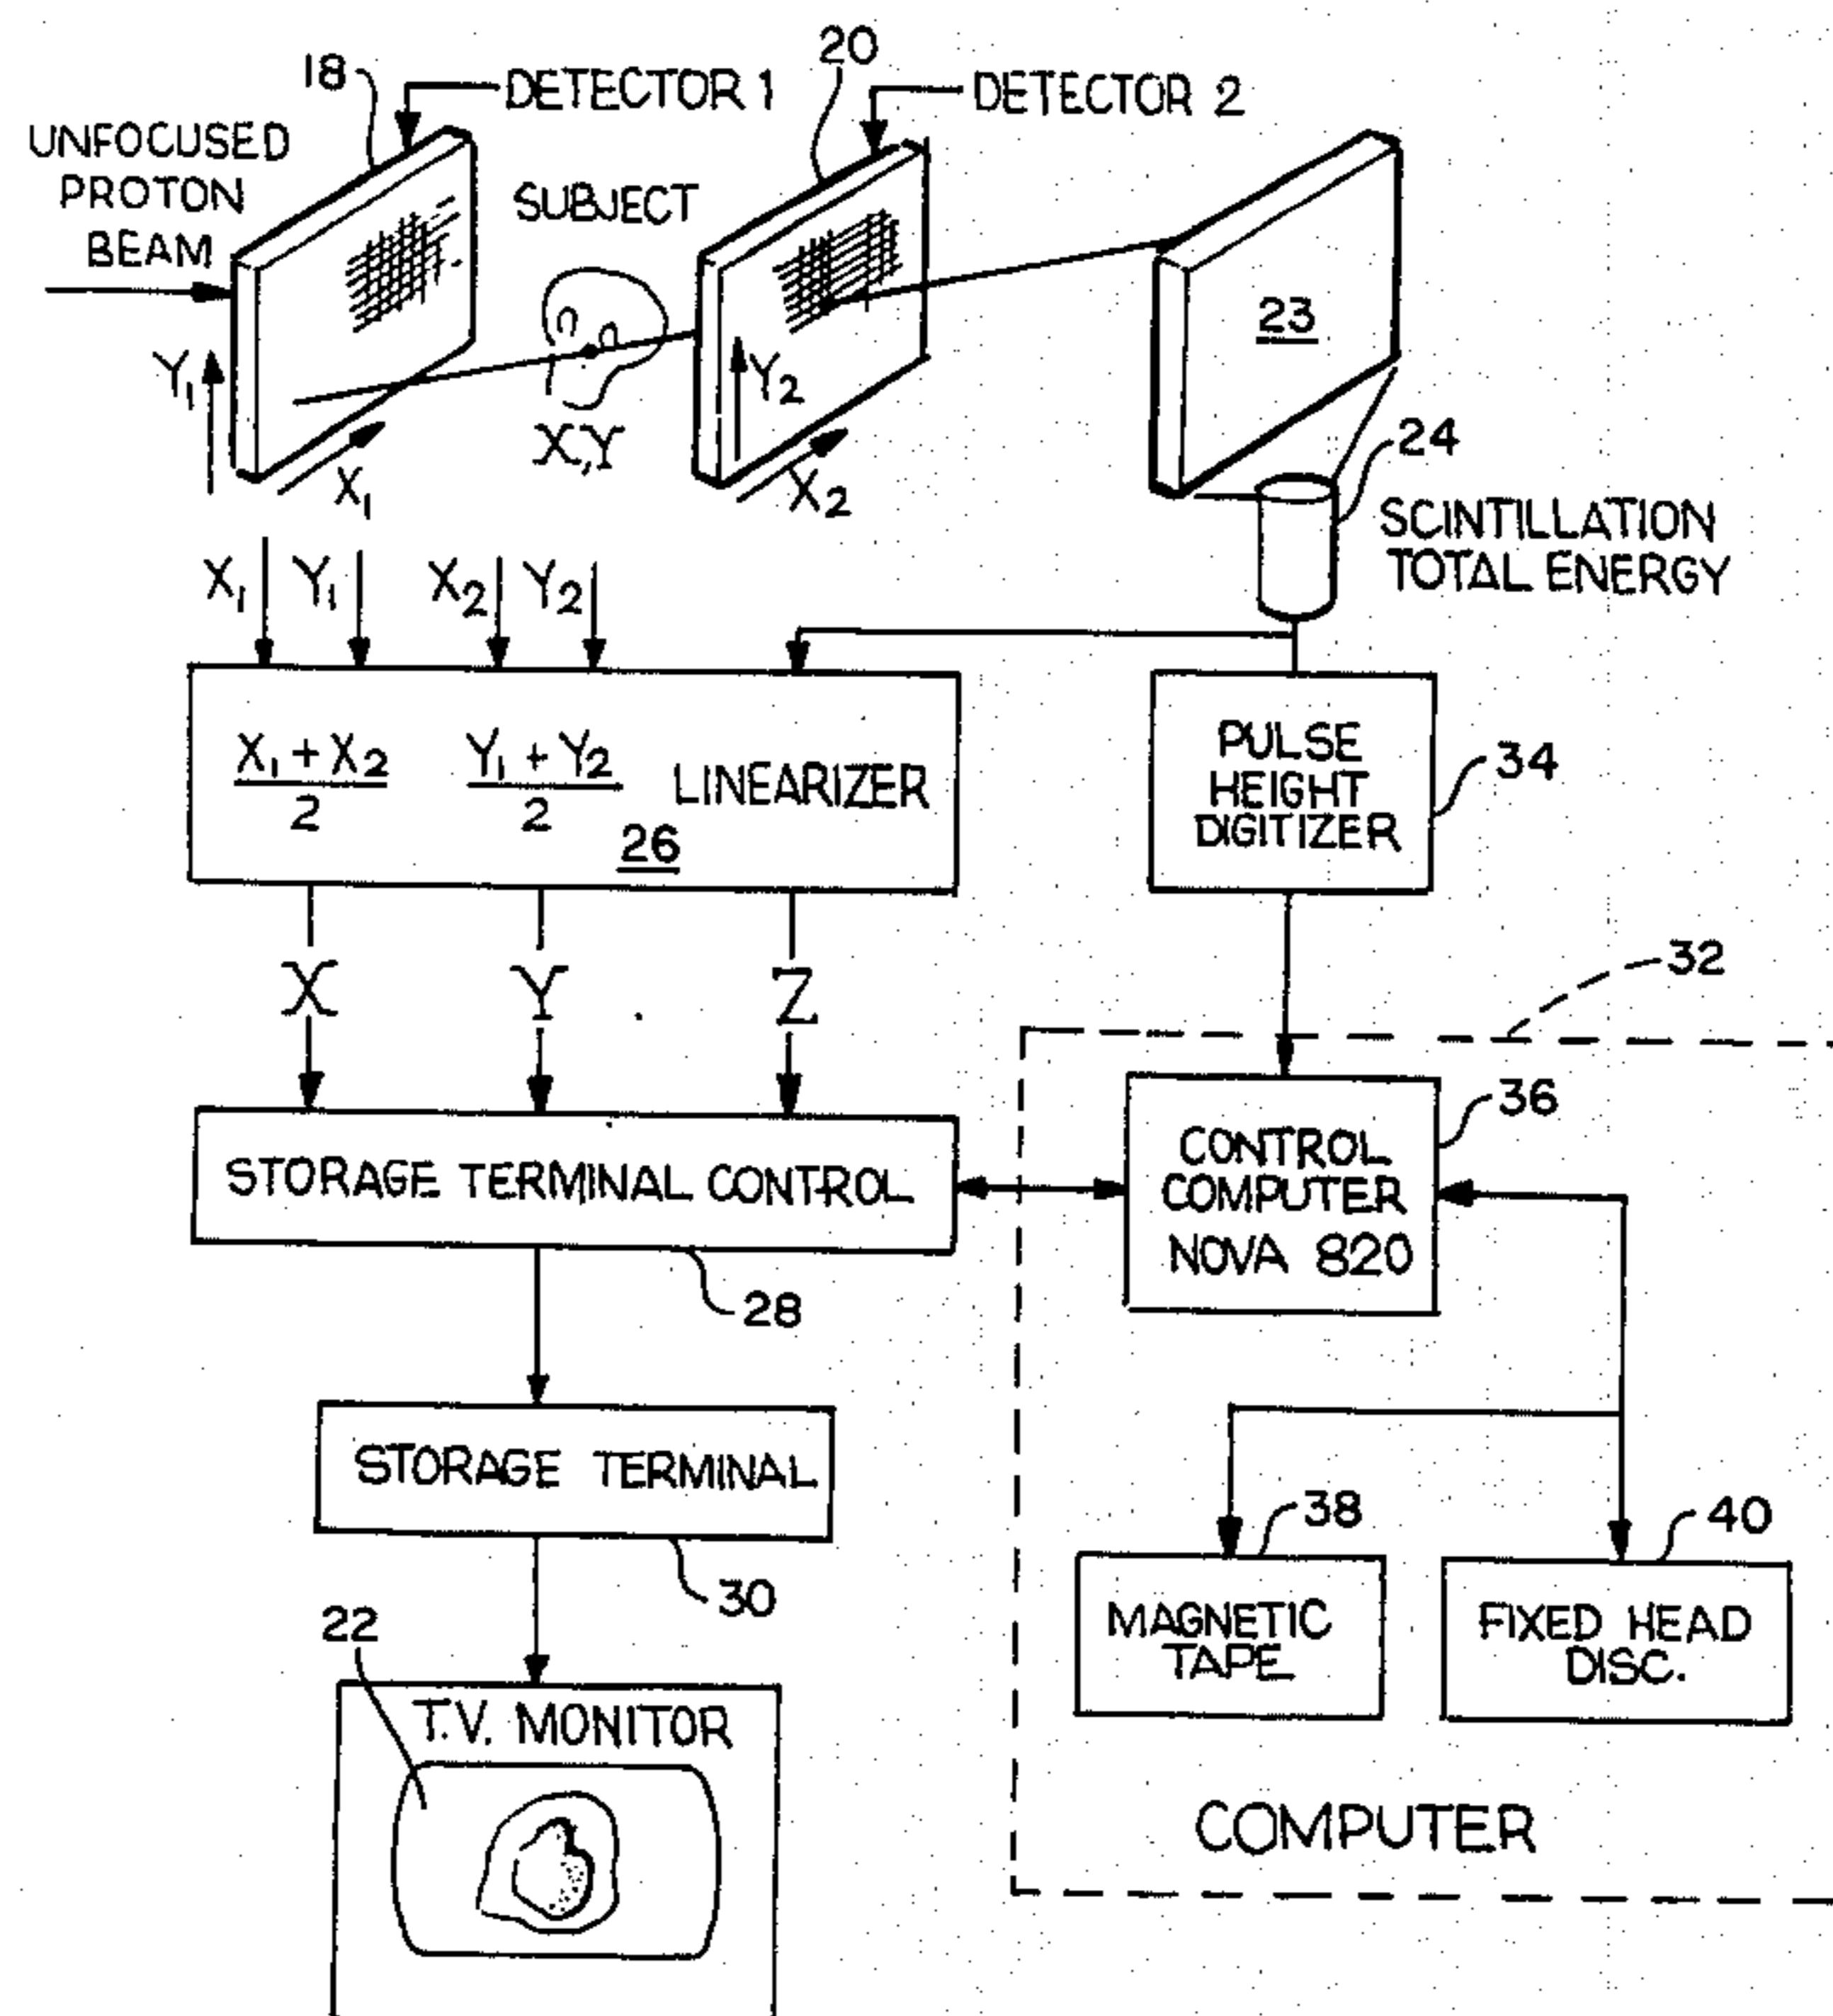 18
DETECTOR 1
20
DETECTOR 2
UNFOCUSED
PROTON
BEAM
SUBJECT
23
Y₁
X₁
X,Y
Y₂
X₂
24
SCINTILLATION
TOTAL ENERGY
X₁ Y₁ X₂ Y₂
X₁ + X₂
2
Y₁ + Y₂
2
LINEARIZER
26
PULSE
HEIGHT
DIGITIZER
34
X Y Z
32
36
STORAGE TERMINAL CONTROL
28
CONTROL
COMPUTER
NOVA 820
STORAGE TERMINAL
30
38
40
MAGNETIC
TAPE
FIXED HEAD
DISC.
22
T.V. MONITOR
COMPUTER